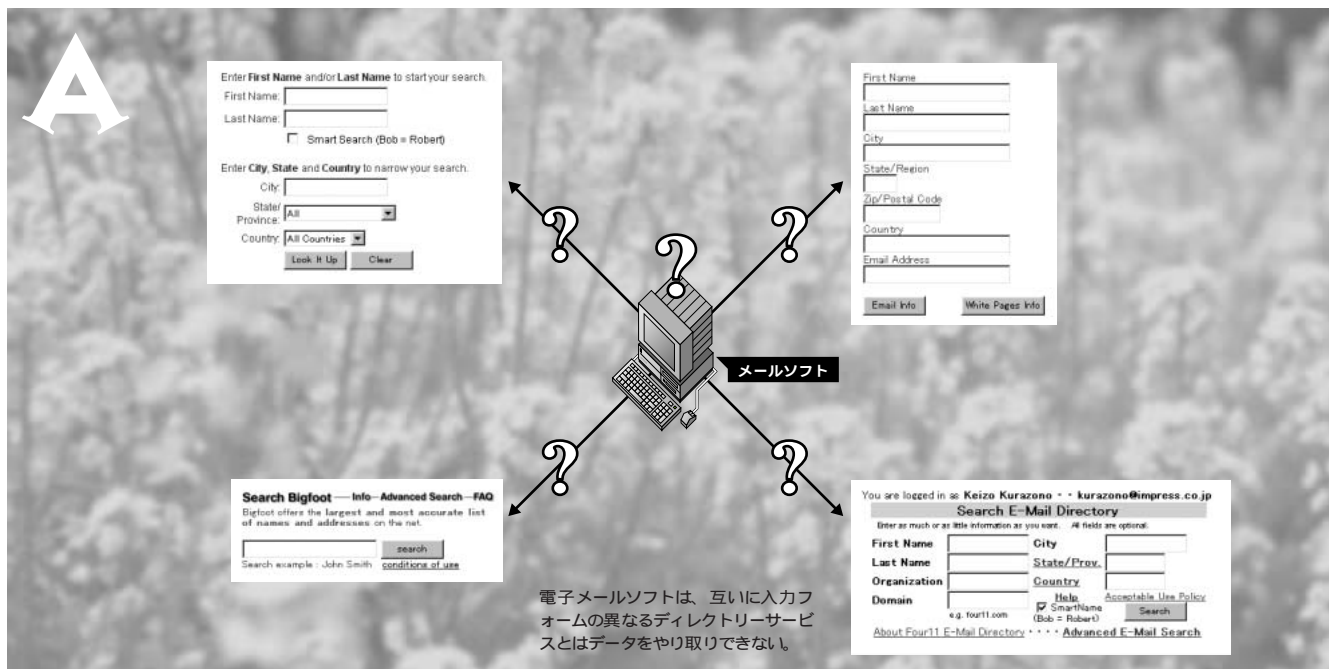 A
Enter First Name and/or Last Name to start your search.
First Name:
Last Name:
Smart Search (Bob = Robert)
Enter City, State and Country to narrow your search.
City:
State/
Province:
All
Country:
All Countries
Look It Up
Clear
First Name
Last Name
City
State/Region
Zip/Postal Code
Country
Email Address
Email Info
White Pages Info
?
?
?
メールソフト
?
?
Search Bigfoot — Info — Advanced Search — FAQ
Bigfoot offers the largest and most accurate list
of names and addresses on the net.
search
Search example : John Smith conditions of use
You are logged in as Keizo Kurazono - - kurazono@impress.co.jp
Search E-Mail Directory
Enter as much or as little information as you want. All fields are optional.
First Name
City
Last Name
State/Prov.
Organization
Country
Domain
Help
Acceptable Use Policy
e.g. four11.com
SmartName
(Bob = Robert)
Search
About Four11 E-Mail Directory · · · · Advanced E-Mail Search
電子メールソフトは、互いに入力フ
ォームの異なるディレクトリーサービ
スとはデータをやり取りできない。